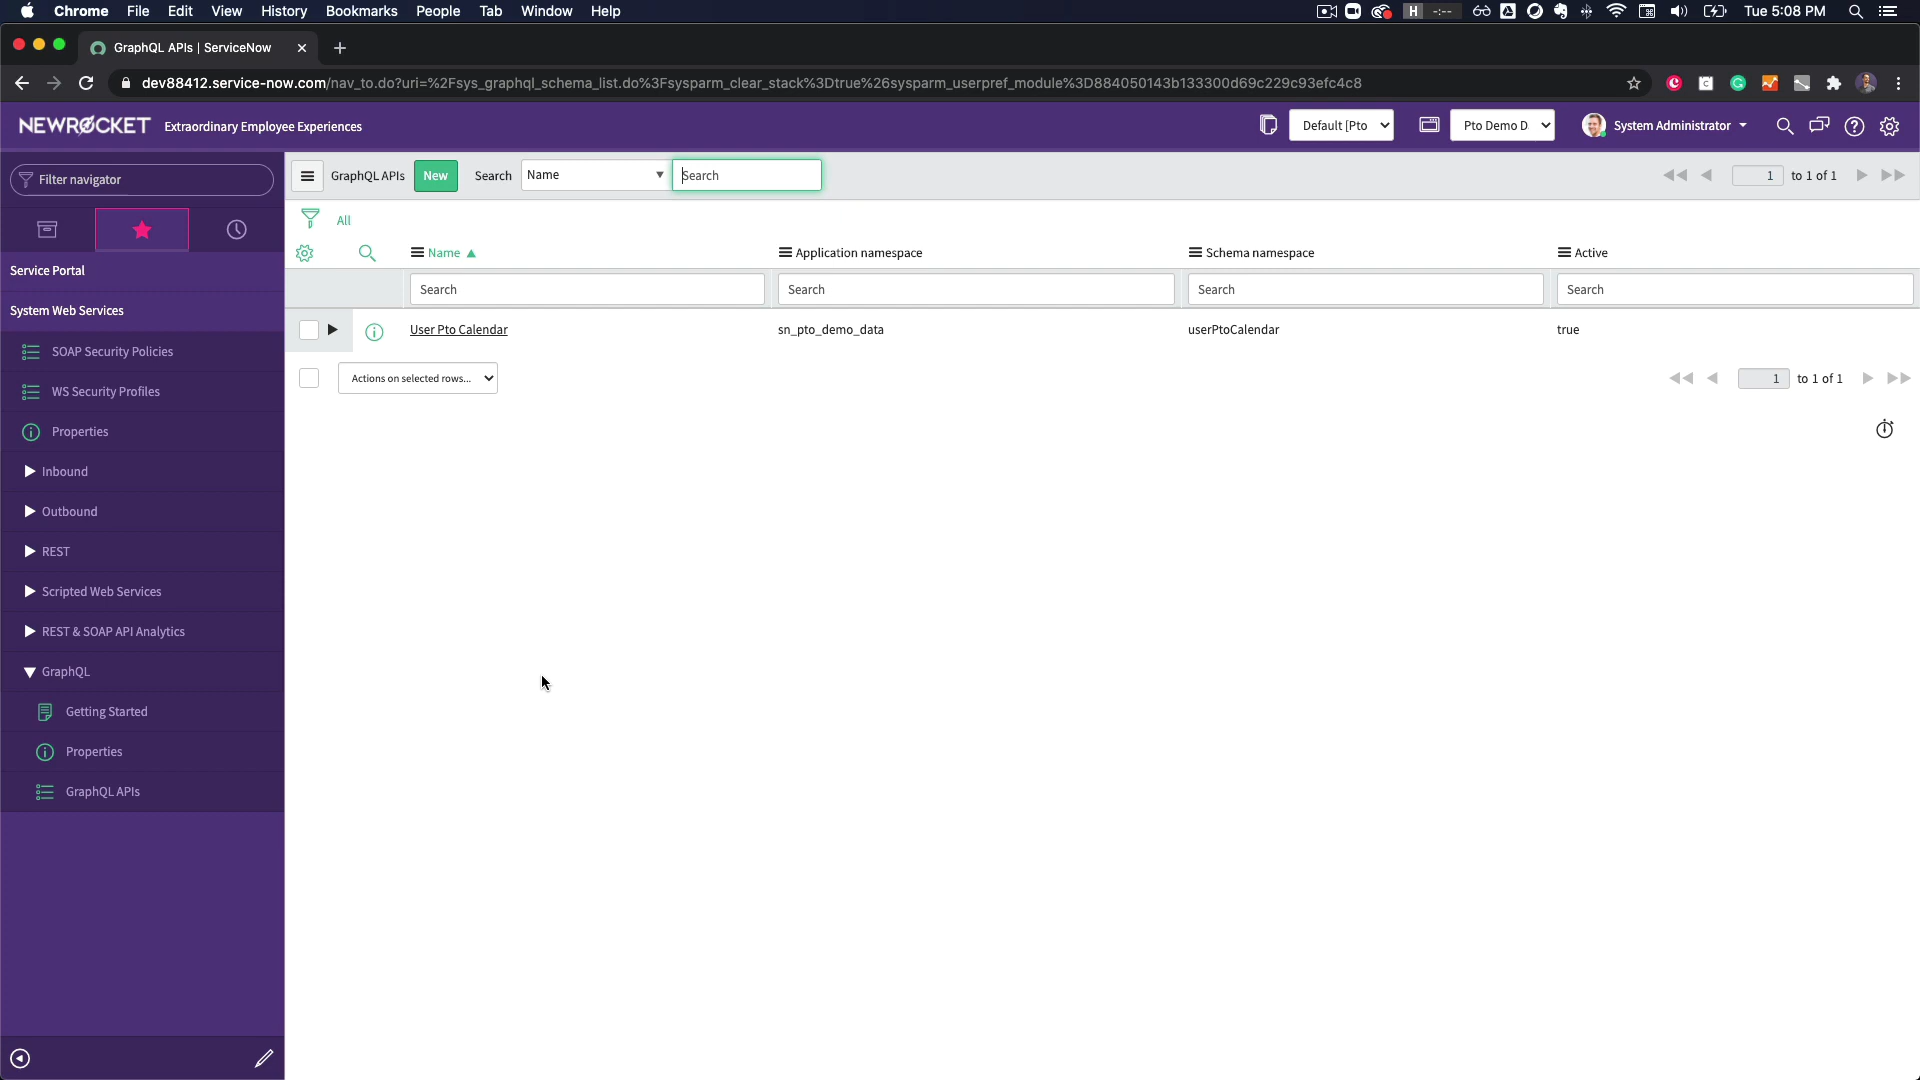 Chrome File Edit View History Bookmarks People Tab Window Help H -:-- Tue 5:08 PM
GraphQL APIs | ServiceNow
dev88412.service-now.com/nav_to.do?uri=%2Fsys_graphql_schema_list.do%3Fsysparm_clear_stack%3Dtrue%26sysparm_userpref_module%3D884050143b133300d69c229c93efc4c8
NEWROCKET Extraordinary Employee Experiences Default [Pto Pto Demo D System Administrator
Filter navigator
GraphQL APIs New Search Name Search 1 to 1 of 1
All
Name Application namespace Schema namespace Active
Search Search Search Search
User Pto Calendar sn_pto_demo_data userPtoCalendar true
Actions on selected rows... 1 to 1 of 1
Service Portal
System Web Services
SOAP Security Policies
WS Security Profiles
Properties
Inbound
Outbound
REST
Scripted Web Services
REST & SOAP API Analytics
GraphQL
Getting Started
Properties
GraphQL APIs